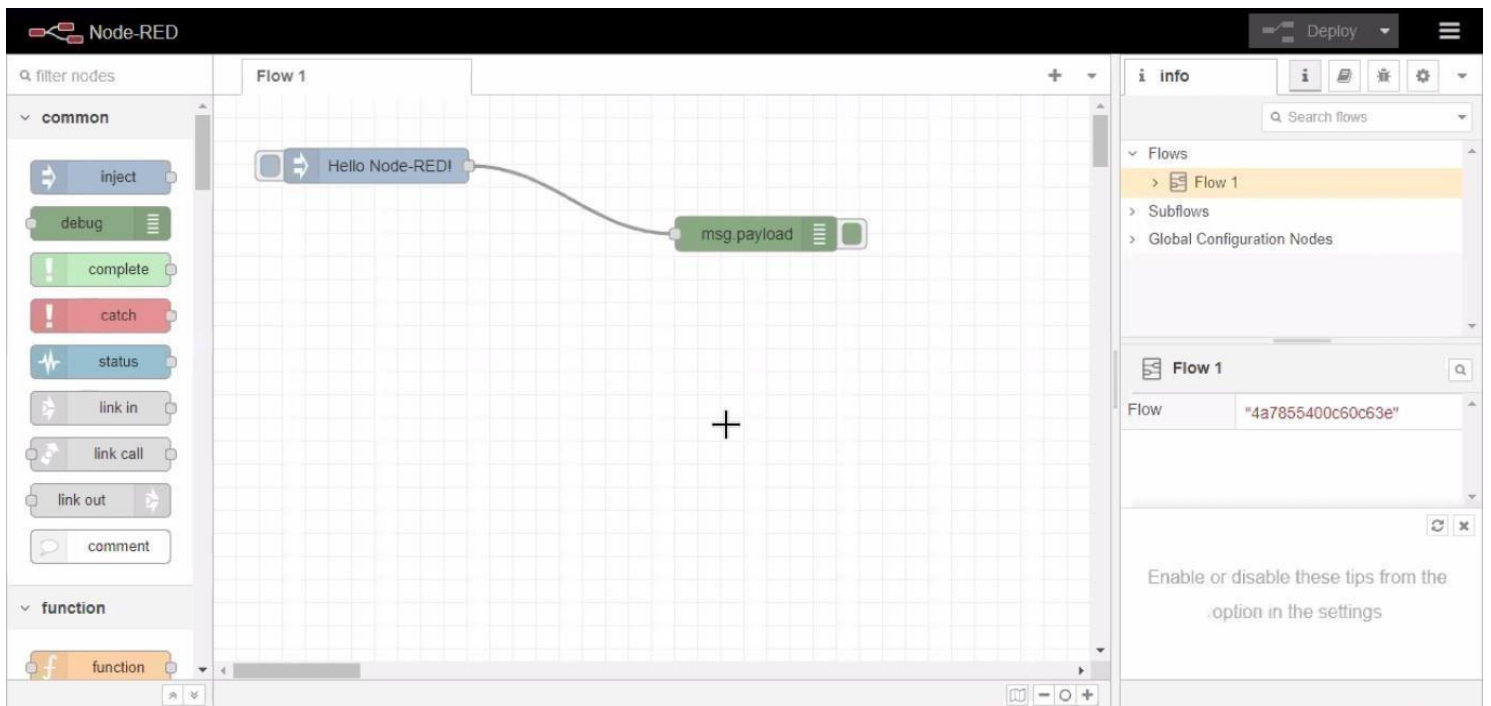 Node-RED
Deploy
filter nodes
common
inject
debug
complete
catch
status
link in
link call
link out
comment
function
function
Flow 1
Hello Node-RED!
msg.payload
i info
i
Search flows
Flows
Flow 1
Subflows
Global Configuration Nodes
Flow 1
Flow "4a7855400c60c63e"
Enable or disable these tips from the
option in the settings